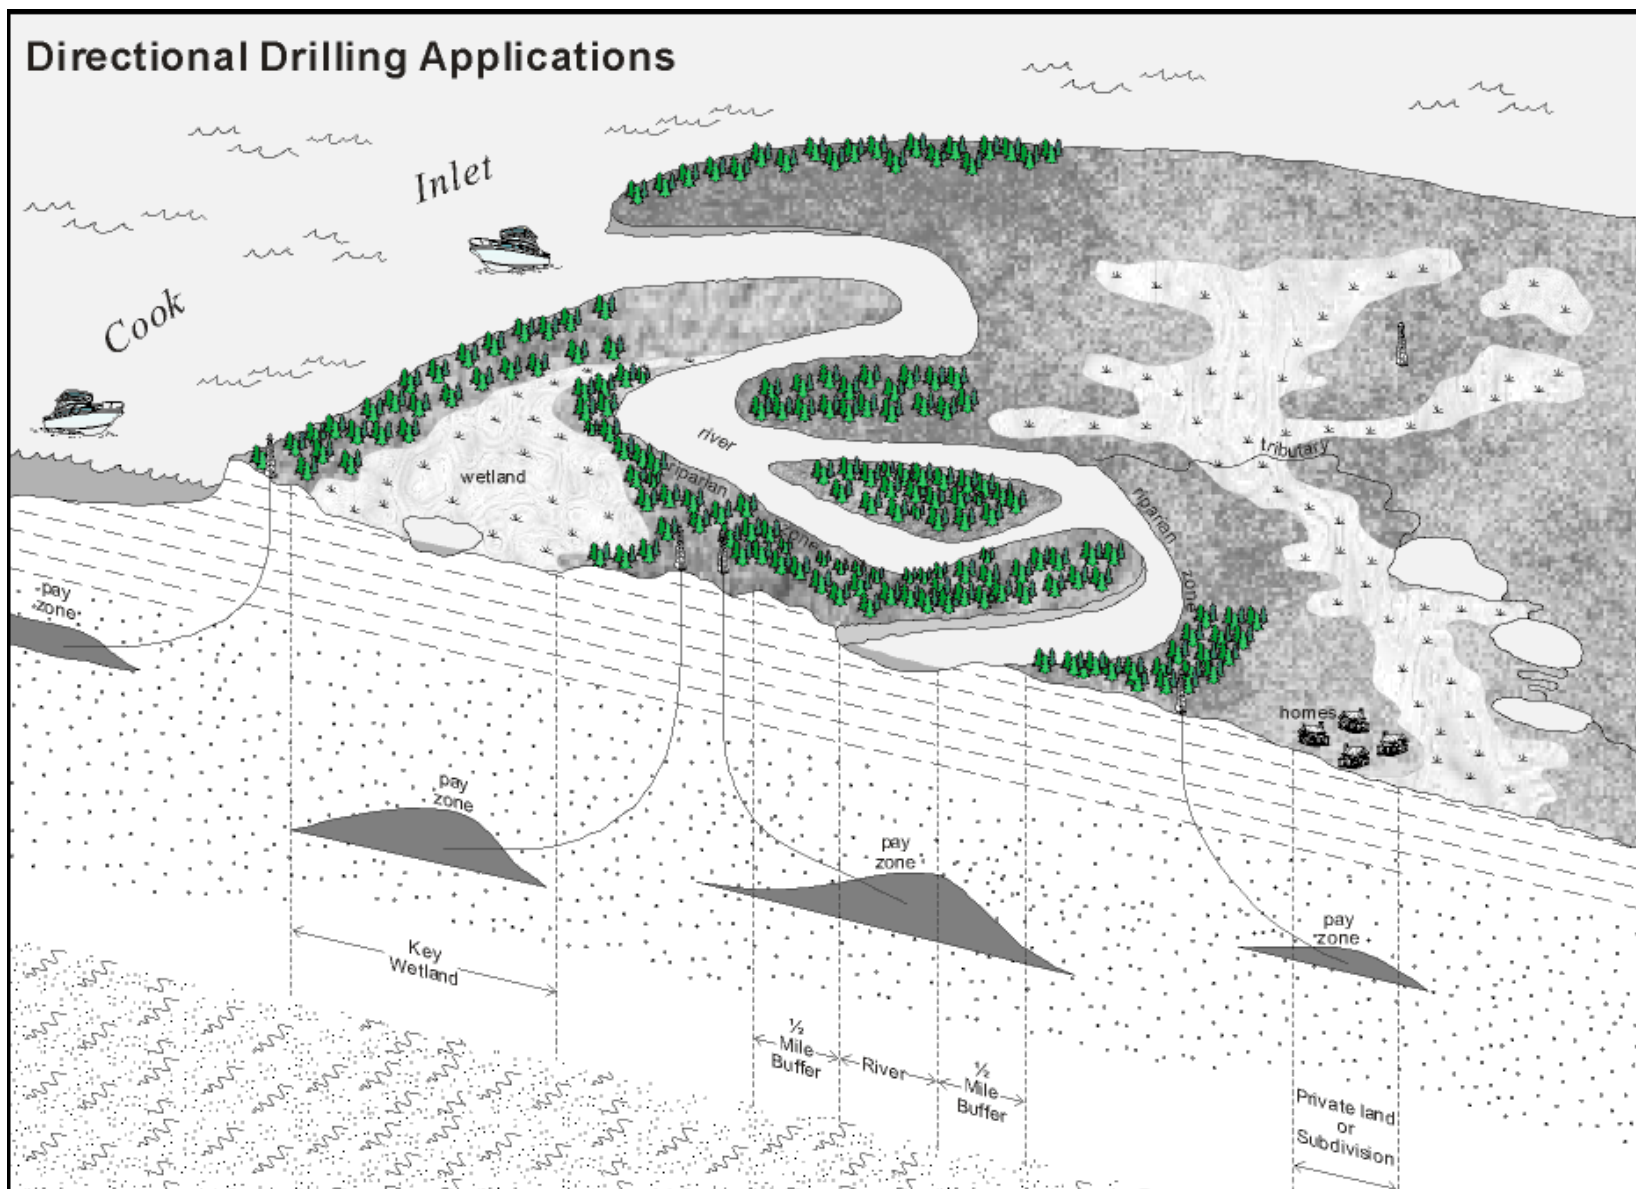 Directional Drilling Applications
Inlet
Cook
river
tributary
wetland
riparian
zone
riparian
zone
pay
zone
homes
pay
zone
pay
zone
pay
zone
Key
Wetland
½
Mile
Buffer
River
½
Mile
Buffer
Private land
or
Subdivision